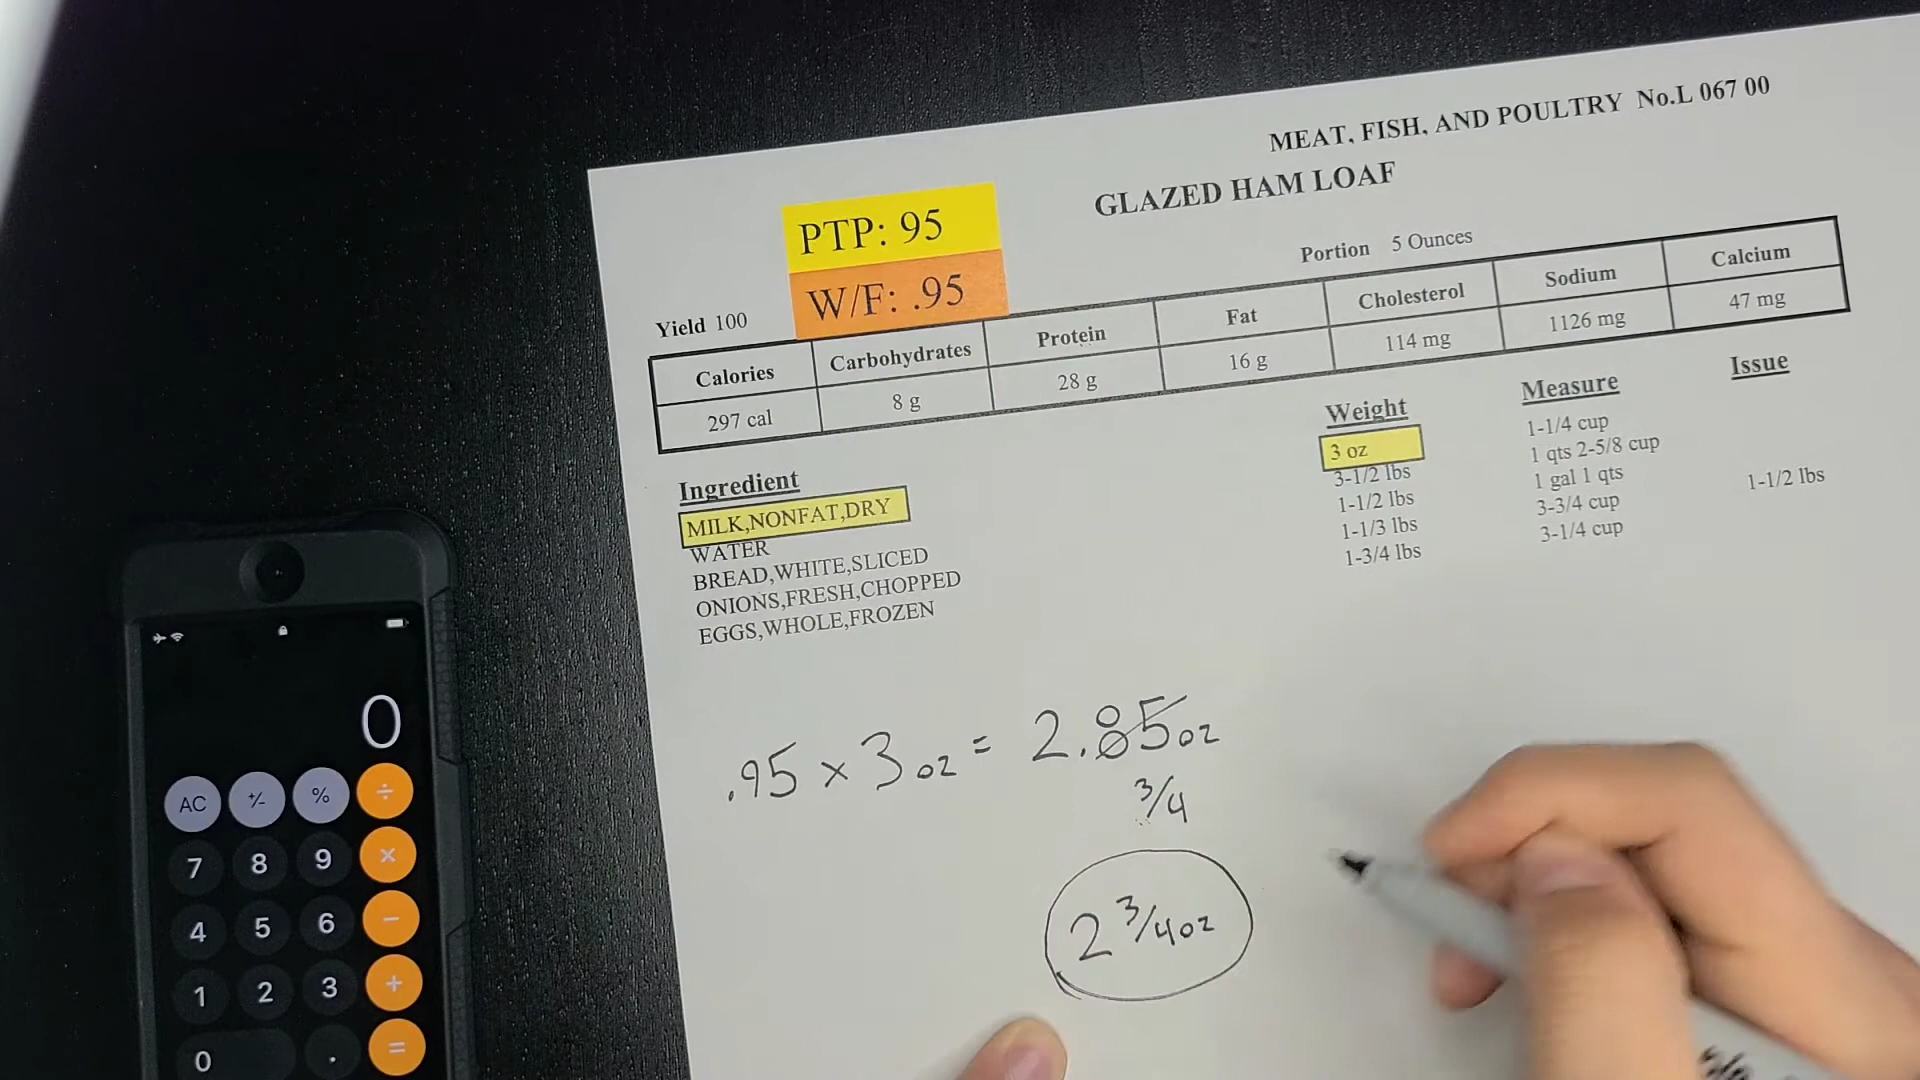 MEAT, FISH, AND POULTRY No.L 067 00
GLAZED HAM LOAF
PTP: 95
W/F: .95
Yield 100
Portion 5 Ounces
Calories Carbohydrates Protein Fat Cholesterol Sodium Calcium
297 cal 8 g 28 g 16 g 114 mg 1126 mg 47 mg
Ingredient Weight Measure Issue
MILK,NONFAT,DRY 3 oz 1-1/4 cup
WATER 3-1/2 lbs 1 qts 2-5/8 cup
BREAD,WHITE,SLICED 1-1/2 lbs 1 gal 1 qts
ONIONS,FRESH,CHOPPED 1-1/3 lbs 3-3/4 cup 1-1/2 lbs
EGGS,WHOLE,FROZEN 1-3/4 lbs 3-1/4 cup
.95 x 3 oz = 2.85 oz
3/4
2 3/4 oz
0
AC +/- % ÷
7 8 9 ×
4 5 6 −
1 2 3 +
0 . =